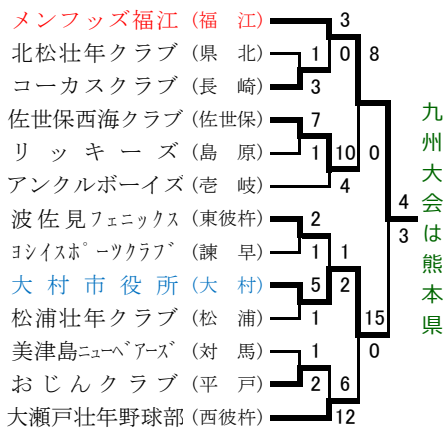 メンフッズ福江 (福 江) 3
北松壮年クラブ (県 北) 1 0 8
コーカスクラブ (長 崎) 3
佐世保西海クラブ (佐世保) 7
リッキーズ (島 原) 1 10 0
アンクルボーイズ (壱 岐) 4
波佐見フェニックス (東彼杵) 2
ヨシイスポーツクラブ (諫 早) 1 1
大村市役所 (大 村) 5 2
松浦壮年クラブ (松 浦) 1 15
美津島ニューベアーズ (対 馬) 1 0
おじんクラブ (平 戸) 2 6
大瀬戸壮年野球部 (西彼杵) 12
4
3
九州大会は熊本県